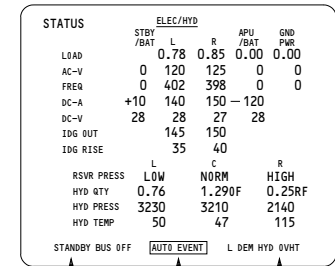 STATUS ELEC/HYD
STBY /BAT L R APU /BAT GND PWR
LOAD 0.78 0.85 0.00 0.00
AC-V 0 120 125 0 0
FREQ 0 402 398 0 0
DC-A +10 140 150 –120
DC-V 28 28 27 28
IDG OUT 145 150
IDG RISE 35 40
L C R
RSVR PRESS LOW NORM HIGH
HYD QTY 0.76 1.29OF 0.25RF
HYD PRESS 3230 3210 2140
HYD TEMP 50 47 115
STANDBY BUS OFF AUTO EVENT L DEM HYD OVHT